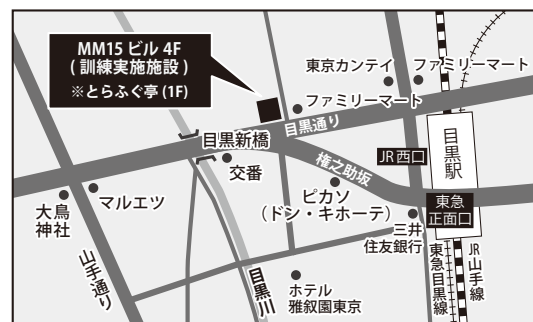 MM15 ビル 4F
( 訓練実施施設 )
※とらふぐ亭 (1F)
東京カンテイ
ファミリーマート
ファミリーマート
目黒通り
目黒新橋
交番
権之助坂
JR 西口
目黒駅
ピカソ
(ドン・キホーテ)
東急
正面口
大鳥
神社
マルエツ
三井
住友銀行
山手通り
目黒川
ホテル
雅叙園東京
東急目黒線
JR山手線